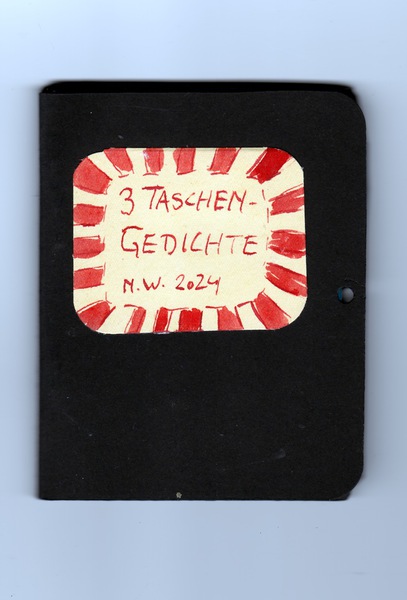 3 TASCHEN-
GEDICHTE
N.W. 2024